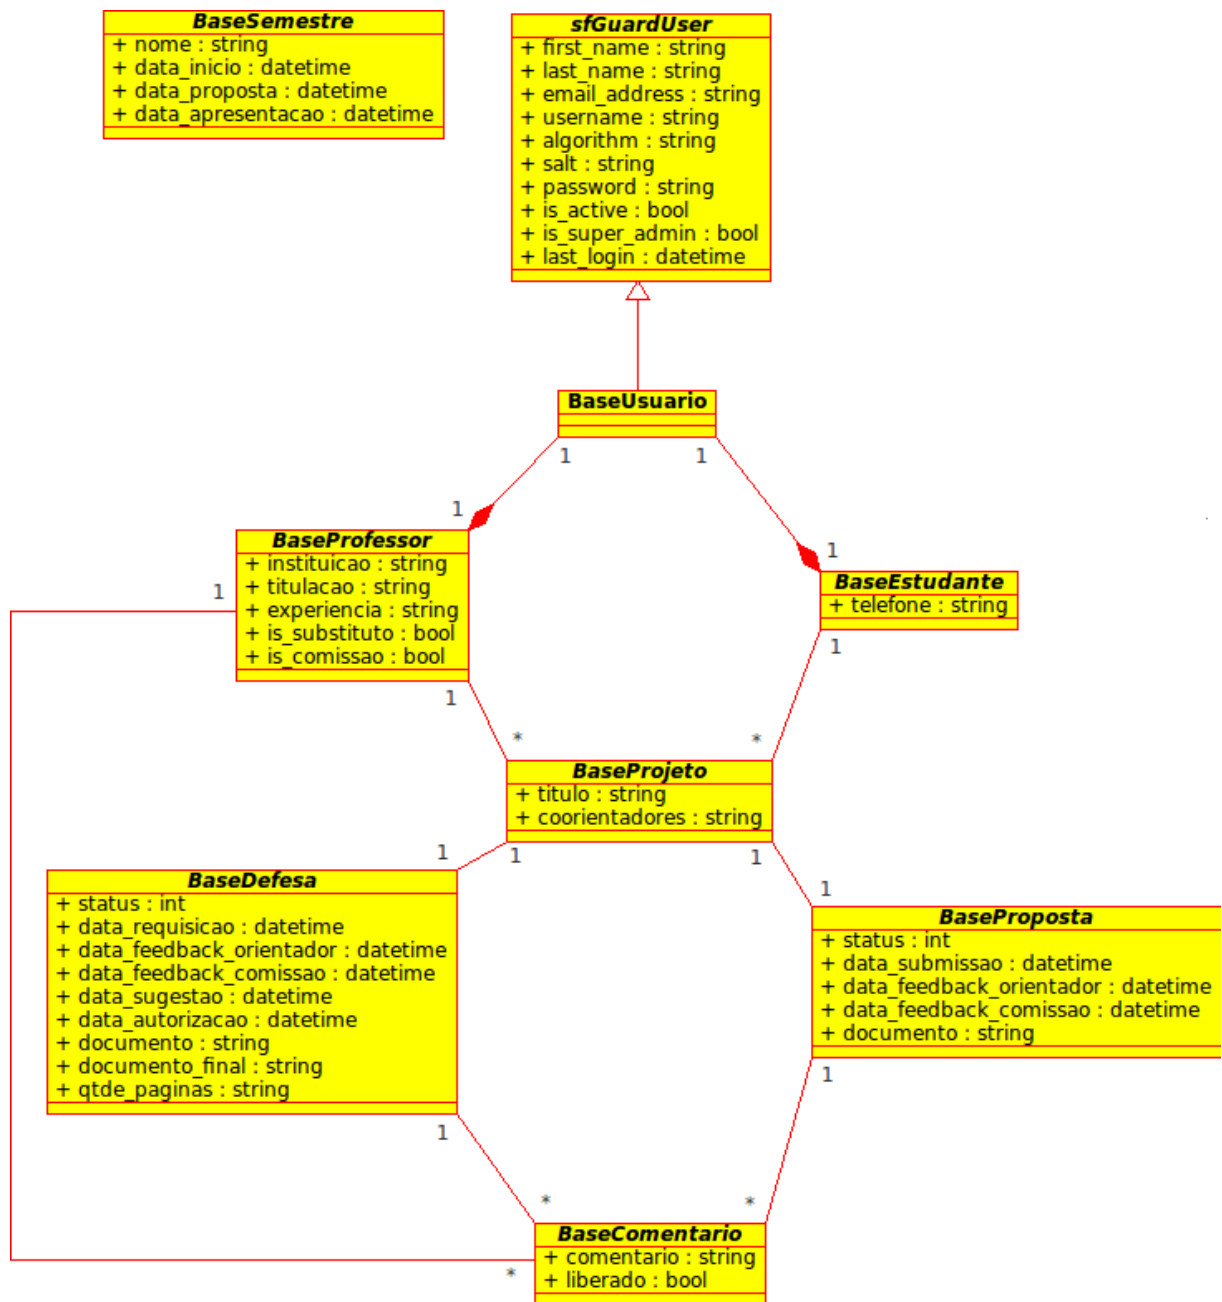 BaseSemestre
+ nome : string
+ data_inicio : datetime
+ data_proposta : datetime
+ data_apresentacao : datetime
sfGuardUser
+ first_name : string
+ last_name : string
+ email_address : string
+ username : string
+ algorithm : string
+ salt : string
+ password : string
+ is_active : bool
+ is_super_admin : bool
+ last_login : datetime
BaseUsuario
1 1
1
1
BaseProfessor
+ instituicao : string
+ titulacao : string
+ experiencia : string
+ is_substituto : bool
+ is_comissao : bool
1
1
BaseEstudante
+ telefone : string
1
* *
BaseProjeto
+ titulo : string
+ coorientadores : string
1 1
1
1
BaseDefesa
+ status : int
+ data_requisicao : datetime
+ data_feedback_orientador : datetime
+ data_feedback_comissao : datetime
+ data_sugestao : datetime
+ data_autorizacao : datetime
+ documento : string
+ documento_final : string
+ qtde_paginas : string
1
BaseProposta
+ status : int
+ data_submissao : datetime
+ data_feedback_orientador : datetime
+ data_feedback_comissao : datetime
+ documento : string
1
* *
BaseComentario
+ comentario : string
+ liberado : bool
*